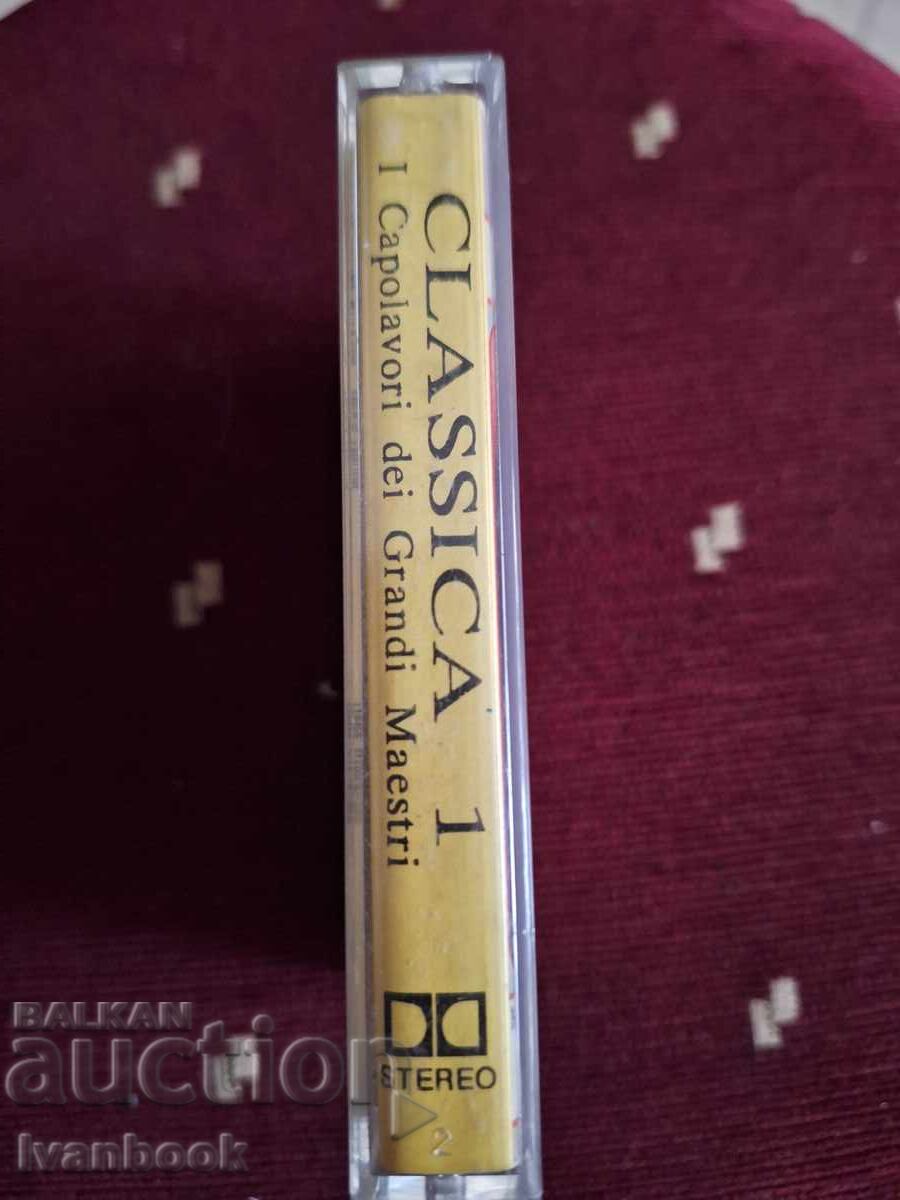 CLASSICA 1
I Capolavori dei Grandi Maestri
STEREO
2
BALKAN
auction
Ivanbook